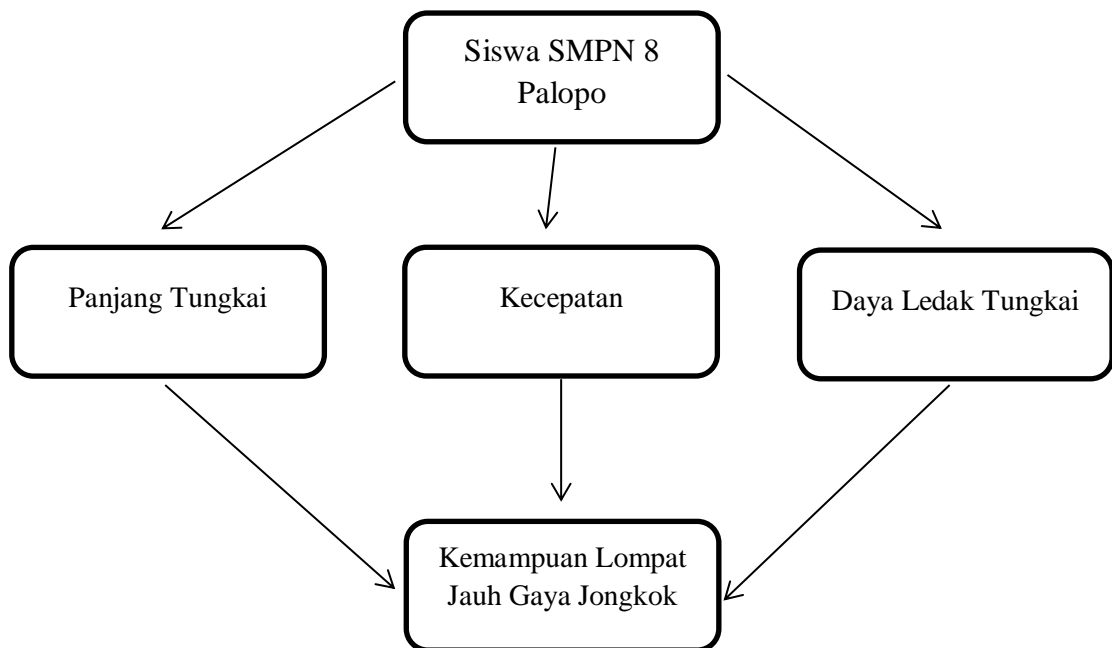 Siswa SMPN 8
Palopo
Panjang Tungkai
Kecepatan
Daya Ledak Tungkai
Kemampuan Lompat
Jauh Gaya Jongkok